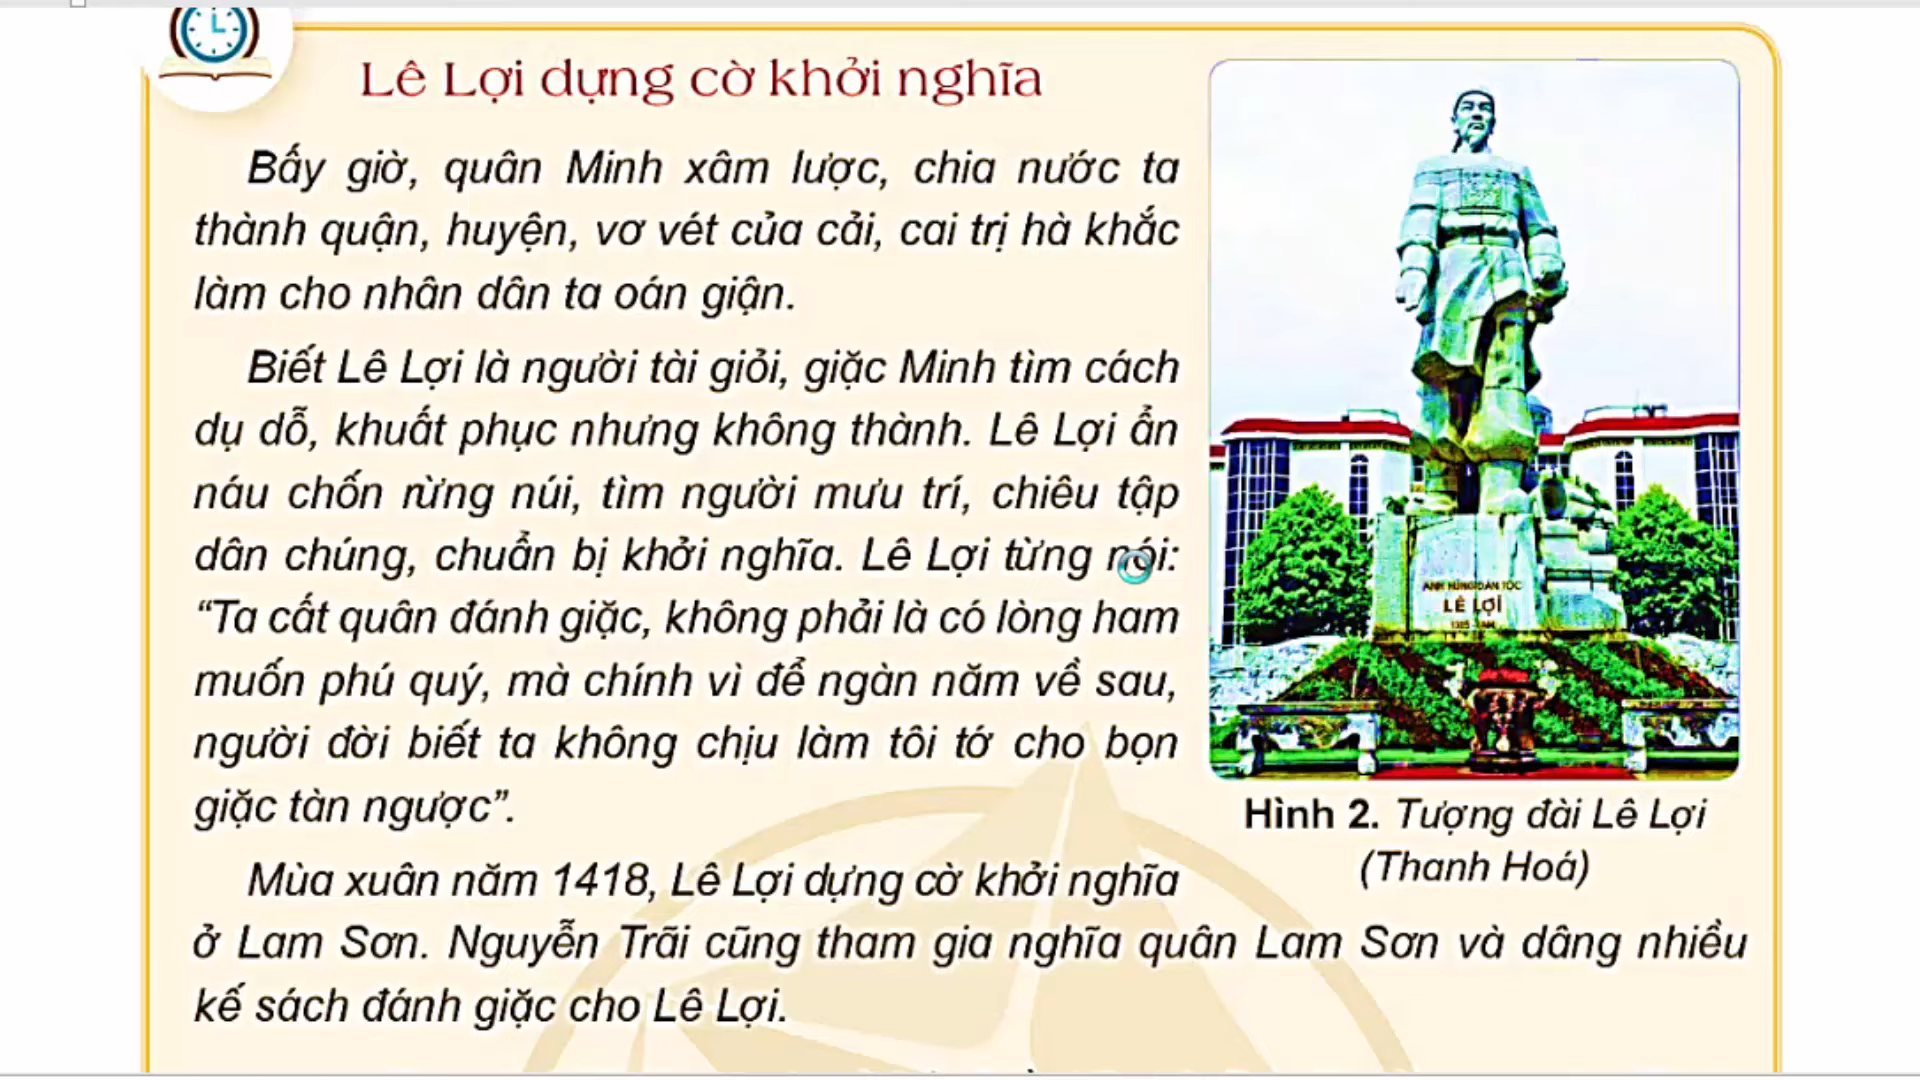 Lê Lợi dựng cờ khởi nghĩa
Bấy giờ, quân Minh xâm lược, chia nước ta
thành quận, huyện, vơ vét của cải, cai trị hà khắc
làm cho nhân dân ta oán giận.
Biết Lê Lợi là người tài giỏi, giặc Minh tìm cách
dụ dỗ, khuất phục nhưng không thành. Lê Lợi ẩn
náu chốn rừng núi, tìm người mưu trí, chiêu tập
dân chúng, chuẩn bị khởi nghĩa. Lê Lợi từng nói:
“Ta cất quân đánh giặc, không phải là có lòng ham
muốn phú quý, mà chính vì để ngàn năm về sau,
người đời biết ta không chịu làm tôi tớ cho bọn
giặc tàn ngược”.
Mùa xuân năm 1418, Lê Lợi dựng cờ khởi nghĩa
ở Lam Sơn. Nguyễn Trãi cũng tham gia nghĩa quân Lam Sơn và dâng nhiều
kế sách đánh giặc cho Lê Lợi.
ANH HÙNG DÂN TỘC
LÊ LỢI
Hình 2. Tượng đài Lê Lợi
(Thanh Hoá)